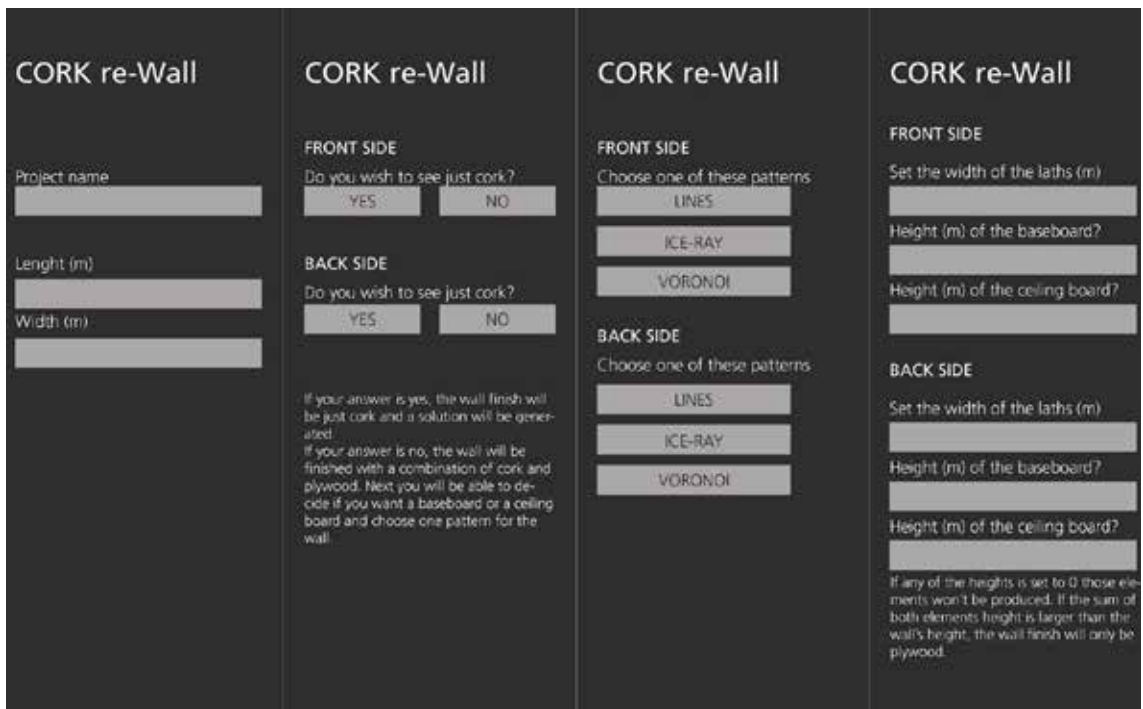 CORK re-Wall
Project name
Lenght (m)
Width (m)
CORK re-Wall
FRONT SIDE
Do you wish to see just cork?
YES
NO
BACK SIDE
Do you wish to see just cork?
YES
NO
If your answer is yes, the wall finish will
be just cork and a solution will be gener-
ated.
If your answer is no, the wall will be
finished with a combination of cork and
plywood. Next you will be able to de-
cide if you want a baseboard or a ceiling
board and choose one pattern for the
wall.
CORK re-Wall
FRONT SIDE
Choose one of these patterns
LINES
ICE-RAY
VORONOI
BACK SIDE
Choose one of these patterns
LINES
ICE-RAY
VORONOI
CORK re-Wall
FRONT SIDE
Set the width of the laths (m)
Height (m) of the baseboard?
Height (m) of the ceiling board?
BACK SIDE
Set the width of the laths (m)
Height (m) of the baseboard?
Height (m) of the ceiling board?
If any of the heights is set to 0 those ele-
ments won't be produced. If the sum of
both elements height is larger than the
wall's height, the wall finish will only be
plywood.